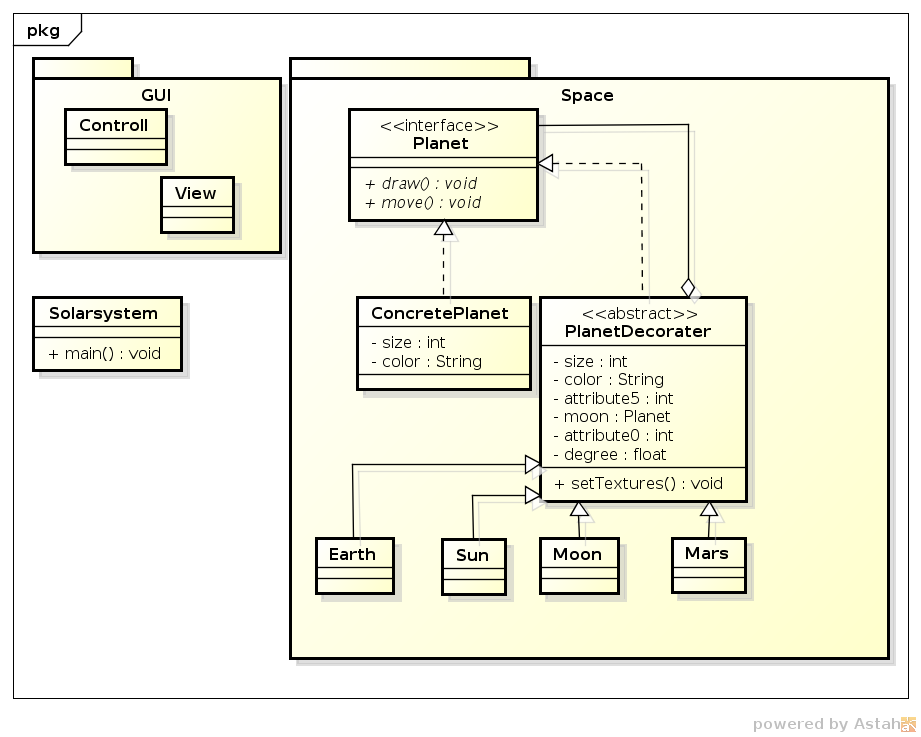 pkg
GUI
Controll
View
Solarsystem
+ main() : void
Space
<<interface>>
Planet
+ draw() : void
+ move() : void
ConcretePlanet
- size : int
- color : String
<<abstract>>
PlanetDecorater
- size : int
- color : String
- attribute5 : int
- moon : Planet
- attribute0 : int
- degree : float
+ setTextures() : void
Earth
Sun
Moon
Mars
powered by Astah